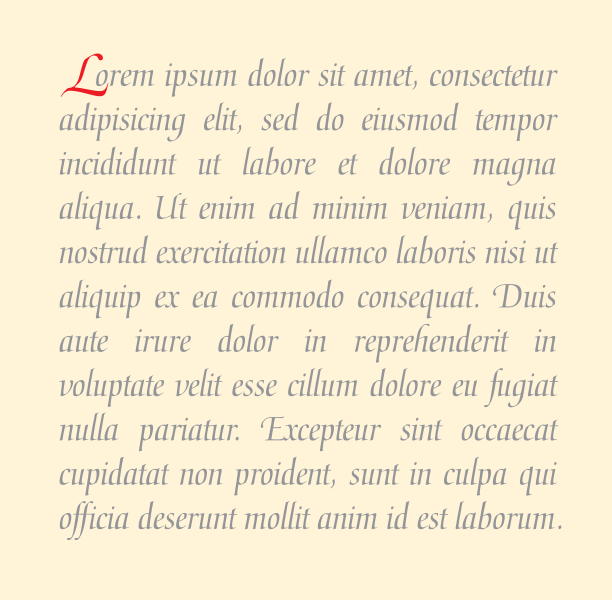 Lorem ipsum dolor sit amet, consectetur
adipisicing elit, sed do eiusmod tempor
incididunt ut labore et dolore magna
aliqua. Ut enim ad minim veniam, quis
nostrud exercitation ullamco laboris nisi ut
aliquip ex ea commodo consequat. Duis
aute irure dolor in reprehenderit in
voluptate velit esse cillum dolore eu fugiat
nulla pariatur. Excepteur sint occaecat
cupidatat non proident, sunt in culpa qui
officia deserunt mollit anim id est laborum.